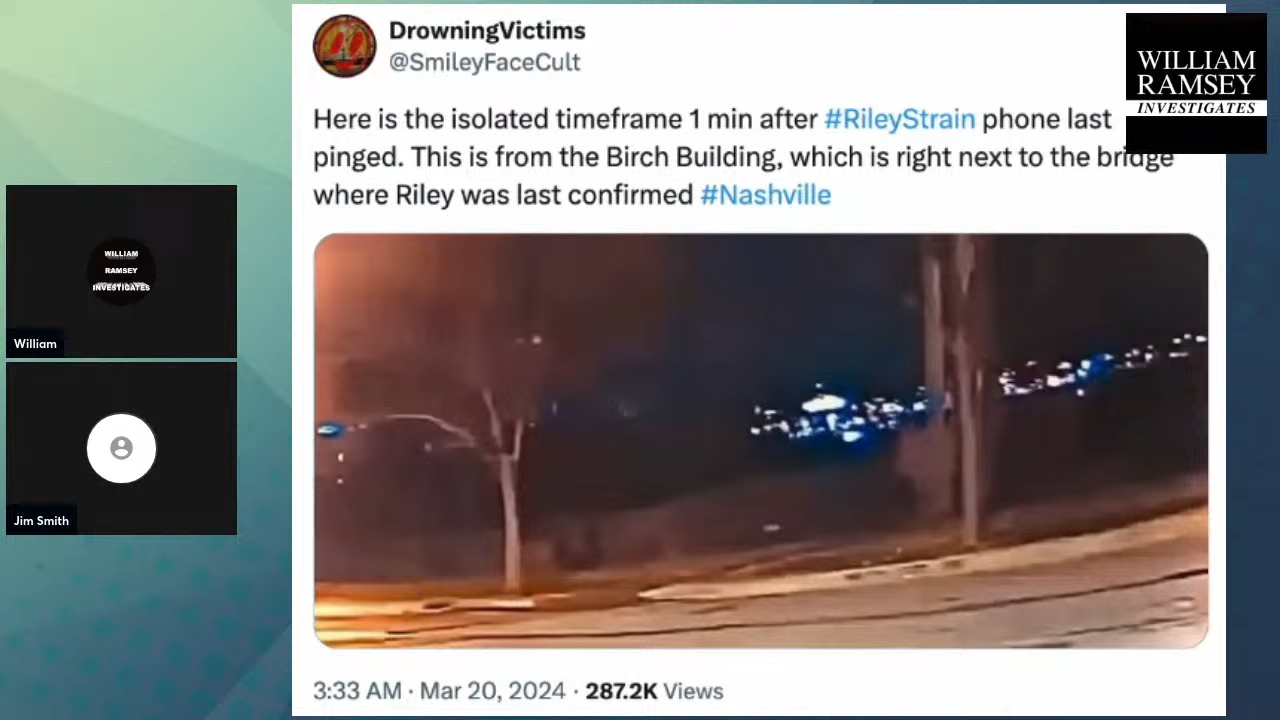 DrowningVictims
@SmileyFaceCult
Here is the isolated timeframe 1 min after #RileyStrain phone last
pinged. This is from the Birch Building, which is right next to the bridge
where Riley was last confirmed #Nashville
3:33 AM · Mar 20, 2024 · 287.2K Views
WILLIAM
RAMSEY
INVESTIGATES
WILLIAM
RAMSEY
INVESTIGATES
William
Jim Smith